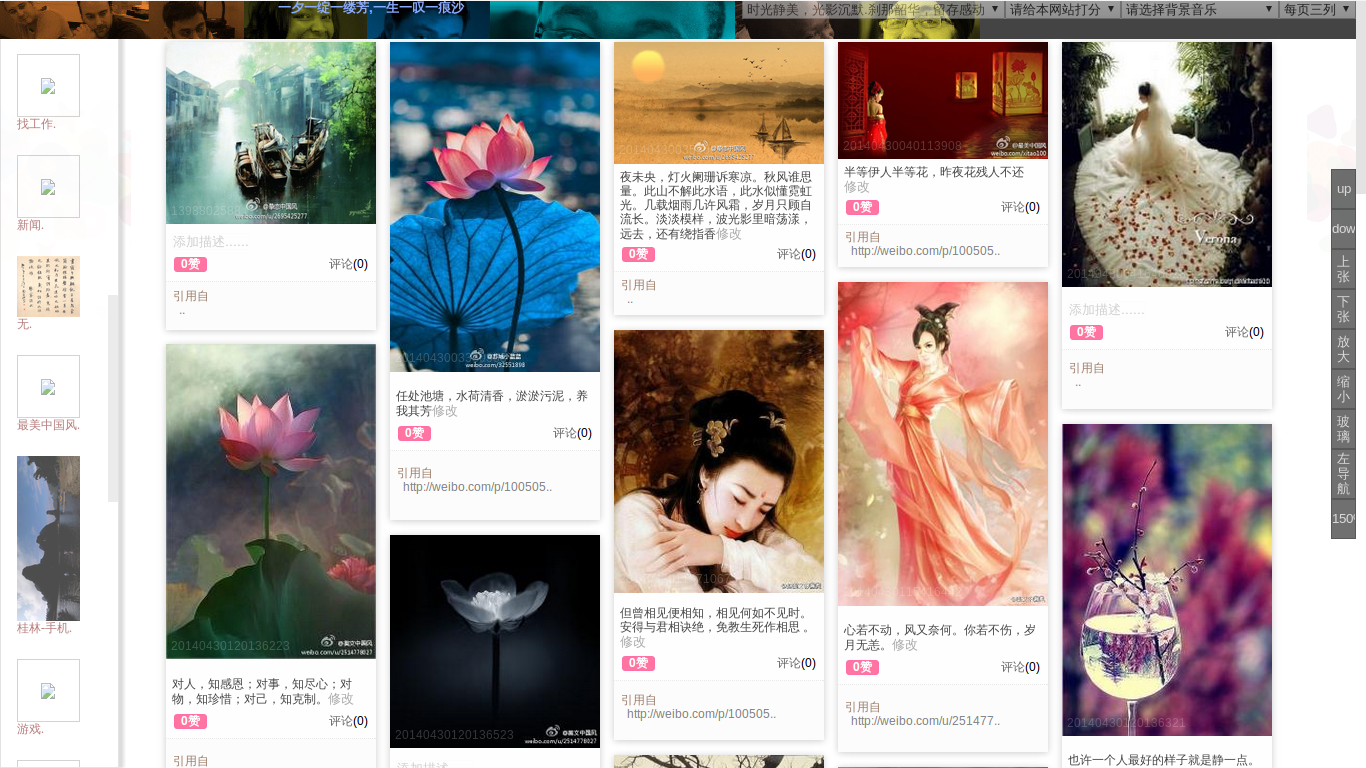 一夕一绽一缕芳,一生一叹一痕沙
时光静美，光影沉默.刹那韶华，留存感动
请给本网站打分
请选择背景音乐
每页三列
找工作.
新闻.
无.
最美中国风.
桂林-手机.
游戏.
添加描述……
0赞
评论(0)
引用自
..
20140430120136223
对人，知感恩；对事，知尽心；对
物，知珍惜；对己，知克制。修改
0赞
评论(0)
引用自
任处池塘，水荷清香，淤淤污泥，养
我其芳修改
0赞
评论(0)
引用自
http://weibo.com/p/100505..
20140430120136523
添加描述……
夜未央，灯火阑珊诉寒凉。秋风谁思
量。此山不解此水语，此水似懂霓虹
光。几载烟雨几许风霜，岁月只顾自
流长。淡淡模样，波光影里暗荡漾，
远去，还有绕指香修改
0赞
评论(0)
引用自
..
但曾相见便相知，相见何如不见时。
安得与君相诀绝，免教生死作相思 。
修改
0赞
评论(0)
引用自
http://weibo.com/p/100505..
20140430040113908
半等伊人半等花，昨夜花残人不还
修改
0赞
评论(0)
引用自
http://weibo.com/p/100505..
心若不动，风又奈何。你若不伤，岁
月无恙。修改
0赞
评论(0)
引用自
http://weibo.com/u/251477..
Verona
添加描述……
0赞
评论(0)
引用自
..
20140430120136321
也许一个人最好的样子就是静一点。
up
dow
上
张
下
张
放
大
缩
小
玻
璃
左
导
航
150%